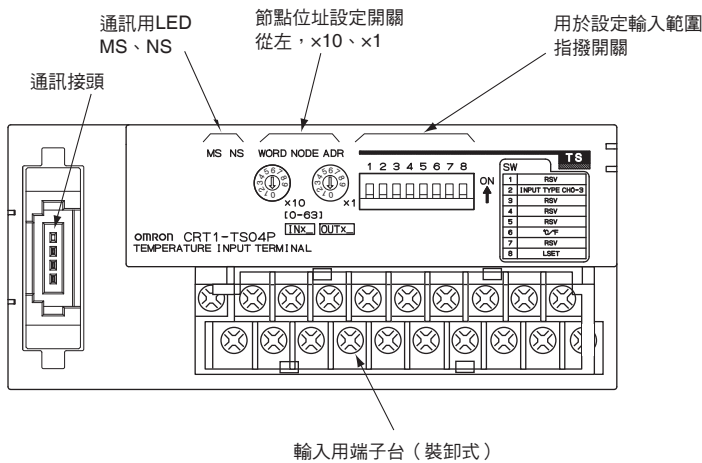 通訊用LED
MS、NS
節點位址設定開關
從左,×10、×1
用於設定輸入範圍
指撥開關
通訊接頭
MS NS WORD NODE ADR
TS
1 2 3 4 5 6 7 8
ON
×10 ×1
[0-63]
INx_ OUTx_
SW
1 RSV
2 INPUT TYPE CH0-3
3 RSV
4 RSV
5 RSV
6 ℃/℉
7 RSV
8 LSET
OMRON CRT1-TS04P
TEMPERATURE INPUT TERMINAL
輸入用端子台(裝卸式)